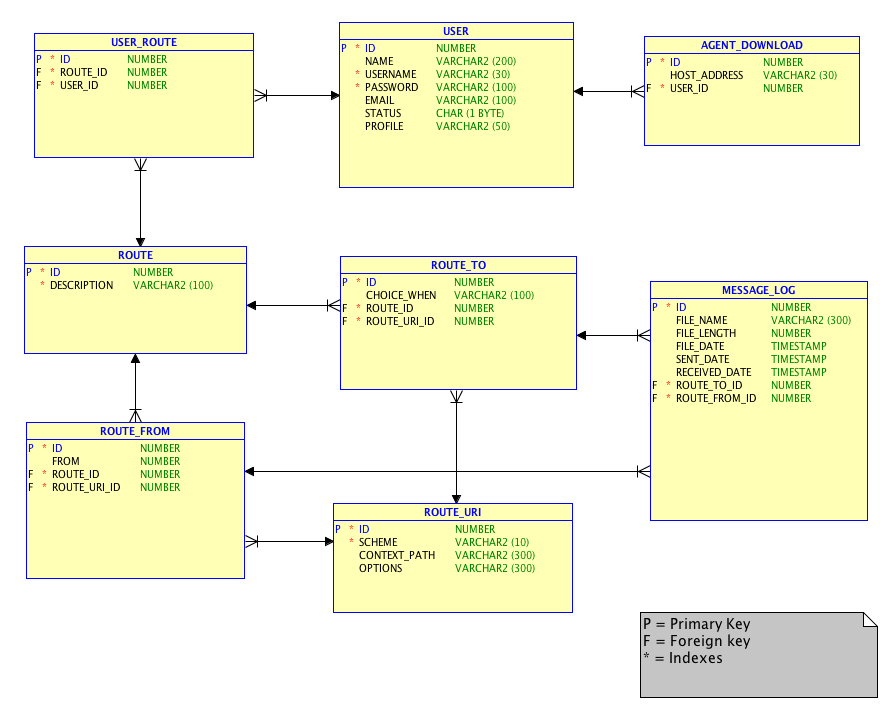 USER_ROUTE
P * ID NUMBER
F * ROUTE_ID NUMBER
F * USER_ID NUMBER
USER
P * ID NUMBER
NAME VARCHAR2 (200)
* USERNAME VARCHAR2 (30)
* PASSWORD VARCHAR2 (100)
EMAIL VARCHAR2 (100)
STATUS CHAR (1 BYTE)
PROFILE VARCHAR2 (50)
AGENT_DOWNLOAD
P * ID NUMBER
HOST_ADDRESS VARCHAR2 (30)
F * USER_ID NUMBER
ROUTE
P * ID NUMBER
* DESCRIPTION VARCHAR2 (100)
ROUTE_TO
P * ID NUMBER
CHOICE_WHEN VARCHAR2 (100)
F * ROUTE_ID NUMBER
F * ROUTE_URI_ID NUMBER
MESSAGE_LOG
P * ID NUMBER
FILE_NAME VARCHAR2 (300)
FILE_LENGTH NUMBER
FILE_DATE TIMESTAMP
SENT_DATE TIMESTAMP
RECEIVED_DATE TIMESTAMP
F * ROUTE_TO_ID NUMBER
F * ROUTE_FROM_ID NUMBER
ROUTE_FROM
P * ID NUMBER
FROM NUMBER
F * ROUTE_ID NUMBER
F * ROUTE_URI_ID NUMBER
ROUTE_URI
P * ID NUMBER
* SCHEME VARCHAR2 (10)
CONTEXT_PATH VARCHAR2 (300)
OPTIONS VARCHAR2 (300)
P = Primary Key
F = Foreign key
* = Indexes